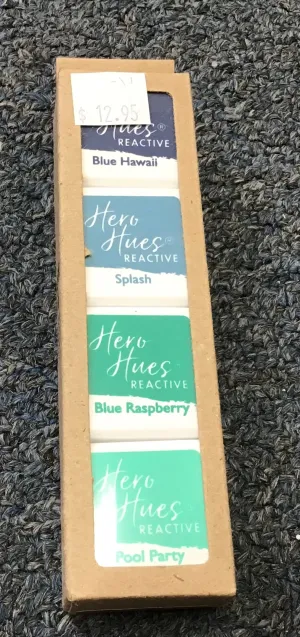 $ 12.95
Hues®
REACTIVE
Blue Hawaii
Hero
Hues®
REACTIVE
Splash
Hero
Hues
REACTIVE
Blue Raspberry
Hero
Hues
REACTIVE
Pool Party